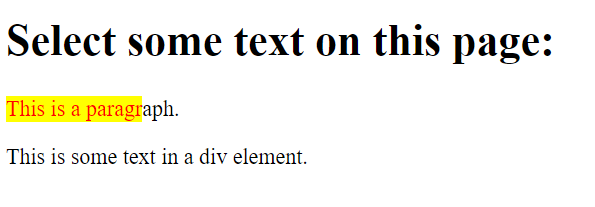 Select some text on this page:
This is a paragraph.
This is some text in a div element.